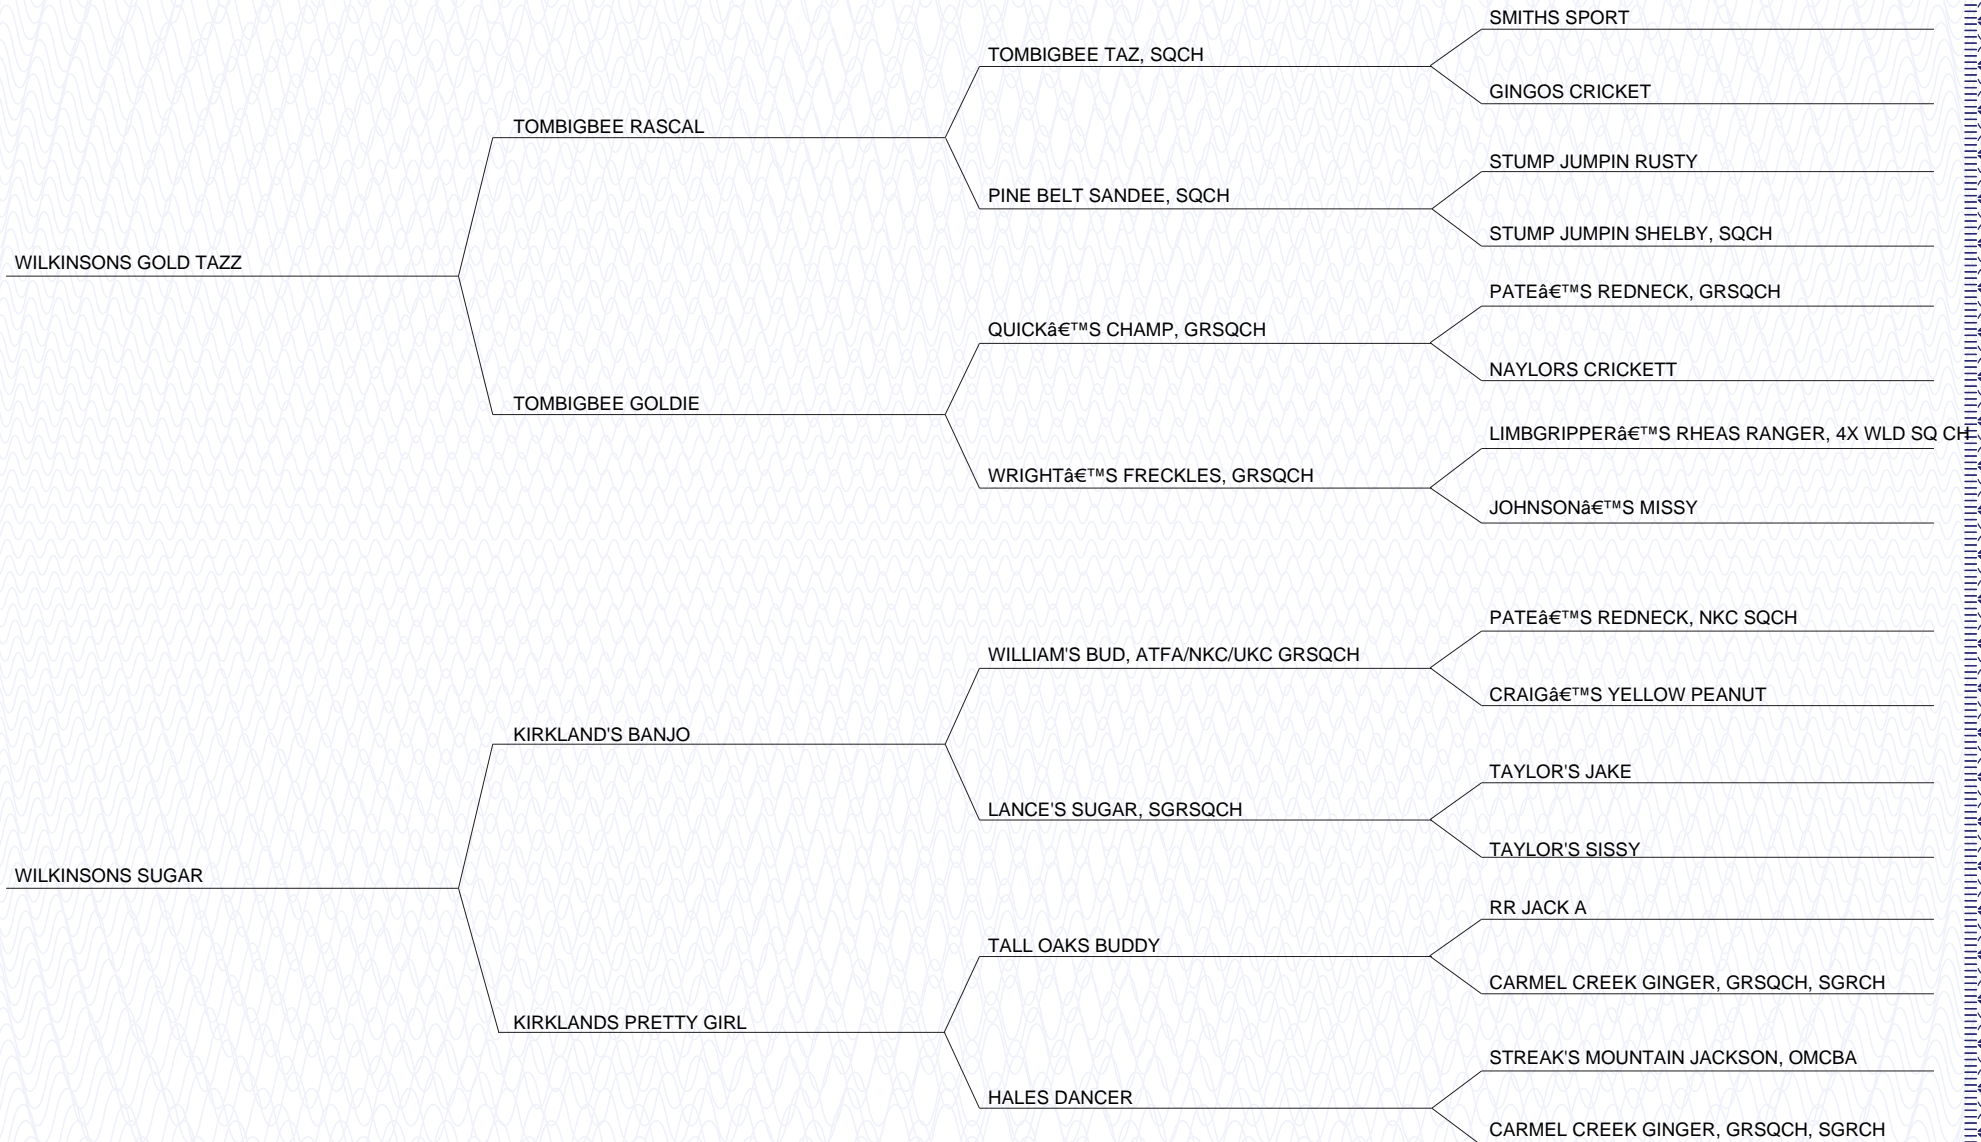 SMITHS SPORT
TOMBIGBEE TAZ, SQCH
GINGOS CRICKET
TOMBIGBEE RASCAL
STUMP JUMPIN RUSTY
PINE BELT SANDEE, SQCH
STUMP JUMPIN SHELBY, SQCH
WILKINSONS GOLD TAZZ
PATEâ€™S REDNECK, GRSQCH
QUICKâ€™S CHAMP, GRSQCH
NAYLORS CRICKETT
TOMBIGBEE GOLDIE
LIMBGRIPPERâ€™S RHEAS RANGER, 4X WLD SQ CH
WRIGHTâ€™S FRECKLES, GRSQCH
JOHNSONâ€™S MISSY
PATEâ€™S REDNECK, NKC SQCH
WILLIAM'S BUD, ATFA/NKC/UKC GRSQCH
CRAIGâ€™S YELLOW PEANUT
KIRKLAND'S BANJO
TAYLOR'S JAKE
LANCE'S SUGAR, SGRSQCH
TAYLOR'S SISSY
WILKINSONS SUGAR
RR JACK A
TALL OAKS BUDDY
CARMEL CREEK GINGER, GRSQCH, SGRCH
KIRKLANDS PRETTY GIRL
STREAK'S MOUNTAIN JACKSON, OMCBA
HALES DANCER
CARMEL CREEK GINGER, GRSQCH, SGRCH